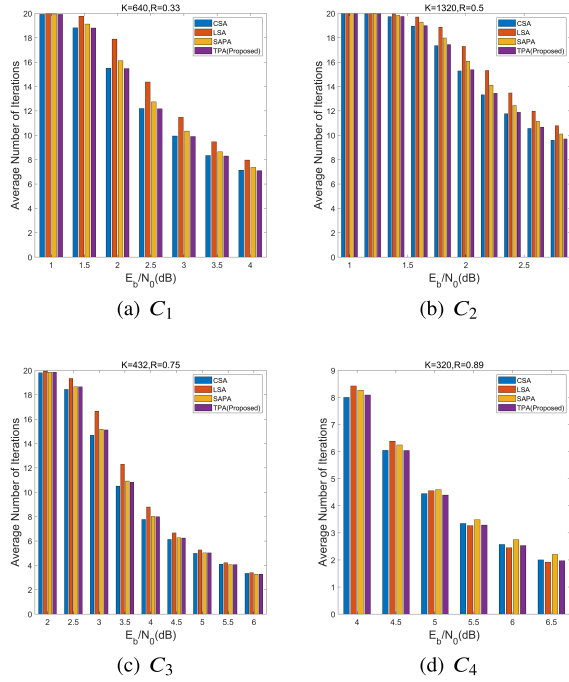 K=640,R=0.33
CSA
LSA
SAPA
TPA(Proposed)
Average Number of Iterations
20
18
16
14
12
10
8
6
4
2
0
1 1.5 2 2.5 3 3.5 4
E_b/N_0(dB)
(a) C_1
K=1320,R=0.5
CSA
LSA
SAPA
TPA(Proposed)
Average Number of Iterations
20
18
16
14
12
10
8
6
4
2
0
1 1.5 2 2.5
E_b/N_0(dB)
(b) C_2
K=432,R=0.75
CSA
LSA
SAPA
TPA(Proposed)
Average Number of Iterations
20
18
16
14
12
10
8
6
4
2
0
2 2.5 3 3.5 4 4.5 5 5.5 6
E_b/N_0(dB)
(c) C_3
K=320,R=0.89
CSA
LSA
SAPA
TPA(Proposed)
Average Number of Iterations
9
8
7
6
5
4
3
2
1
0
4 4.5 5 5.5 6 6.5
E_b/N_0(dB)
(d) C_4